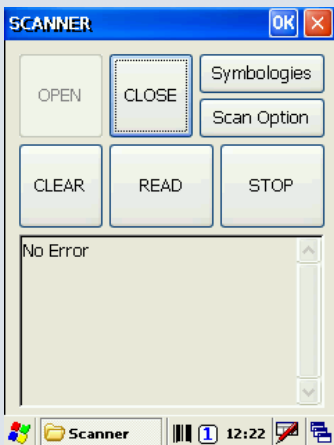 SCANNER OK
OPEN CLOSE Symbologies
Scan Option
CLEAR READ STOP
No Error
Scanner 1 12:22